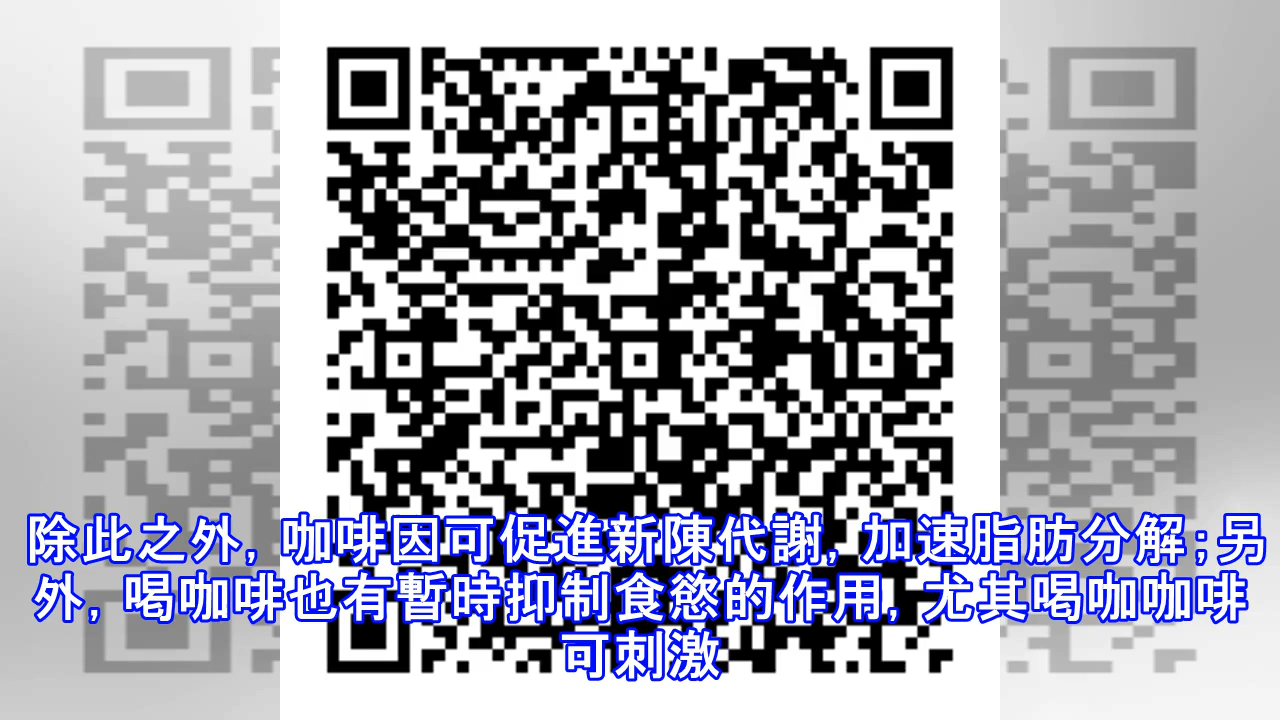 除此之外, 咖啡因可促進新陳代謝, 加速脂肪分解;另
外, 喝咖啡也有暫時抑制食慾的作用, 尤其喝咖咖啡
可刺激